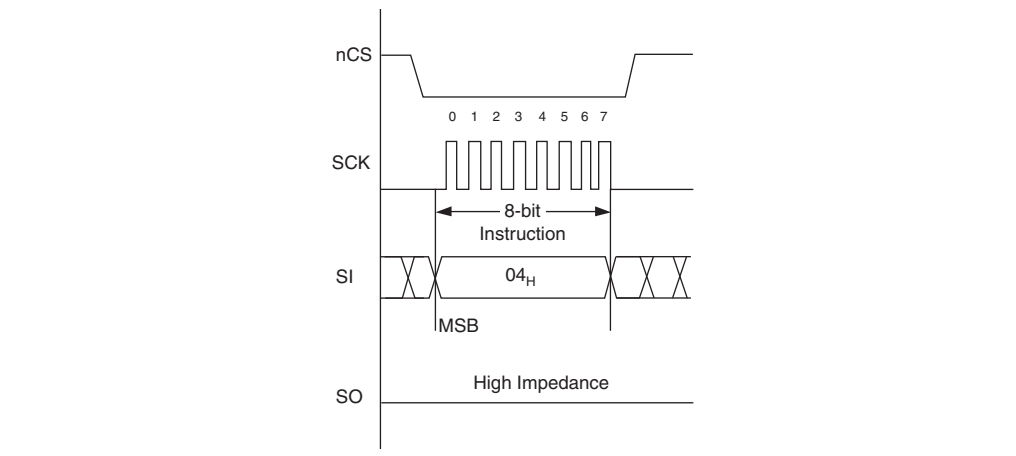 nCS
0 1 2 3 4 5 6 7
SCK
8-bit
Instruction
SI
04H
MSB
High Impedance
SO